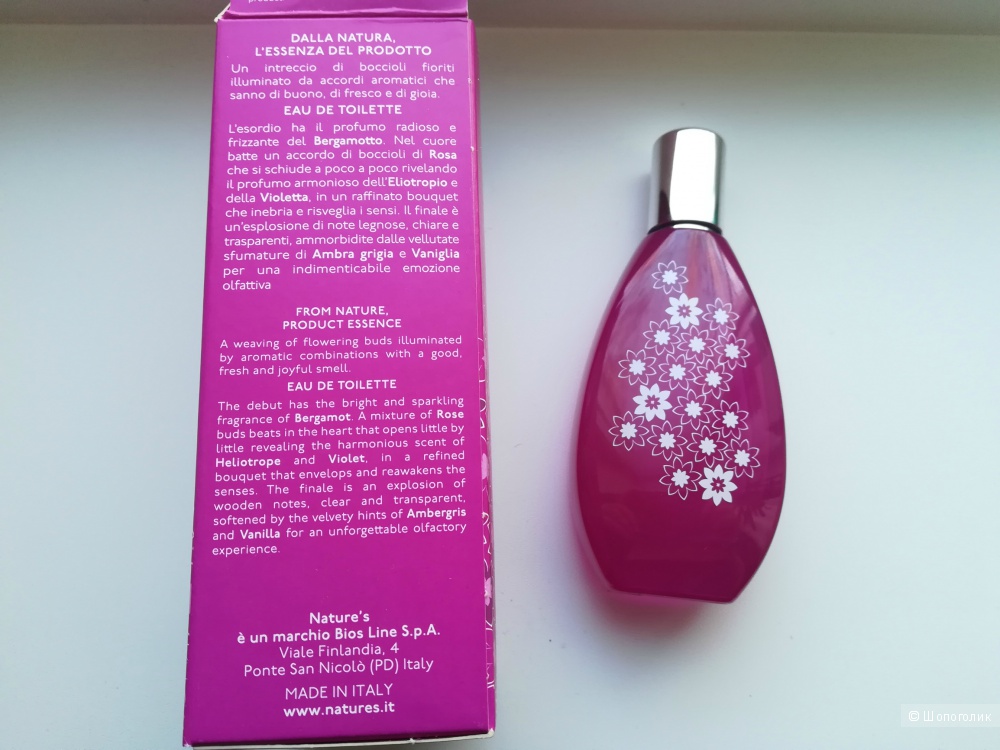 DALLA NATURA,
L'ESSENZA DEL PRODOTTO
Un intreccio di boccioli fioriti
illuminato da accordi aromatici che
sanno di buono, di fresco e di gioia.
EAU DE TOILETTE
L'esordio ha il profumo radioso e
frizzante del Bergamotto. Nel cuore
batte un accordo di boccioli di Rosa
che si schiude a poco a poco rivelando
il profumo armonioso dell'Eliotropio e
della Violetta, in un raffinato bouquet
che inebria e risveglia i sensi. Il finale è
un'esplosione di note legnose, chiare e
trasparenti, ammorbidite dalle vellutate
sfumature di Ambra grigia e Vaniglia
per una indimenticabile emozione
olfattiva
FROM NATURE,
PRODUCT ESSENCE
A weaving of flowering buds illuminated
by aromatic combinations with a good,
fresh and joyful smell.
EAU DE TOILETTE
The debut has the bright and sparkling
fragrance of Bergamot. A mixture of Rose
buds beats in the heart that opens little by
little revealing the harmonious scent of
Heliotrope and Violet, in a refined
bouquet that envelops and reawakens the
senses. The finale is an explosion of
wooden notes, clear and transparent,
softened by the velvety hints of Ambergris
and Vanilla for an unforgettable olfactory
experience.
Nature's
è un marchio Bios Line S.p.A.
Viale Finlandia, 4
Ponte San Nicolò (PD) Italy
MADE IN ITALY
www.natures.it
© Шопоголик